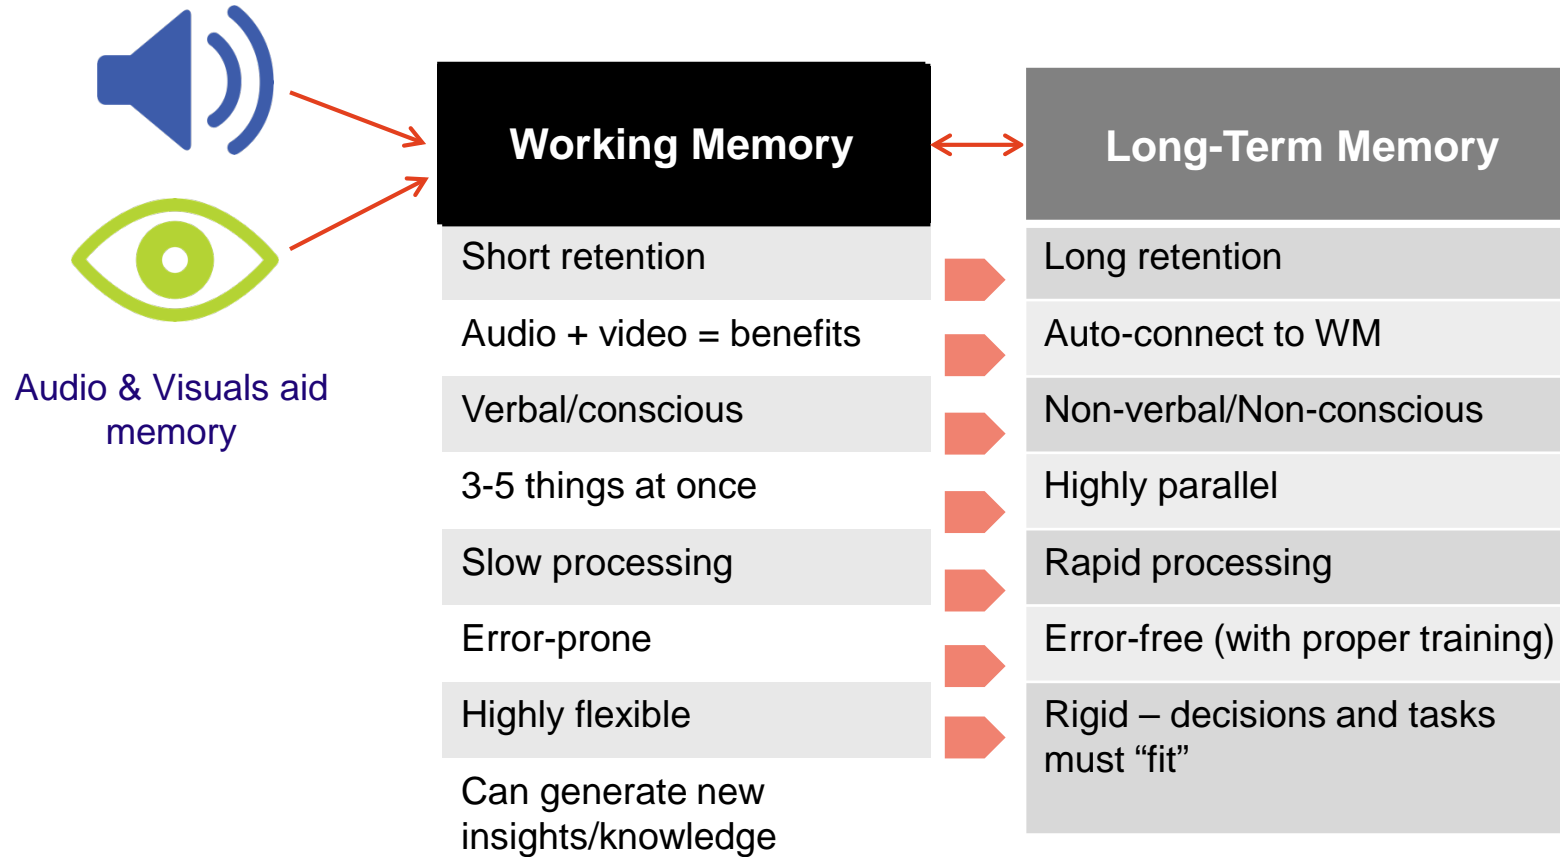 Audio & Visuals aid
memory
Working Memory
Short retention
Audio + video = benefits
Verbal/conscious
3-5 things at once
Slow processing
Error-prone
Highly flexible
Can generate new
insights/knowledge
Long-Term Memory
Long retention
Auto-connect to WM
Non-verbal/Non-conscious
Highly parallel
Rapid processing
Error-free (with proper training)
Rigid – decisions and tasks
must “fit”